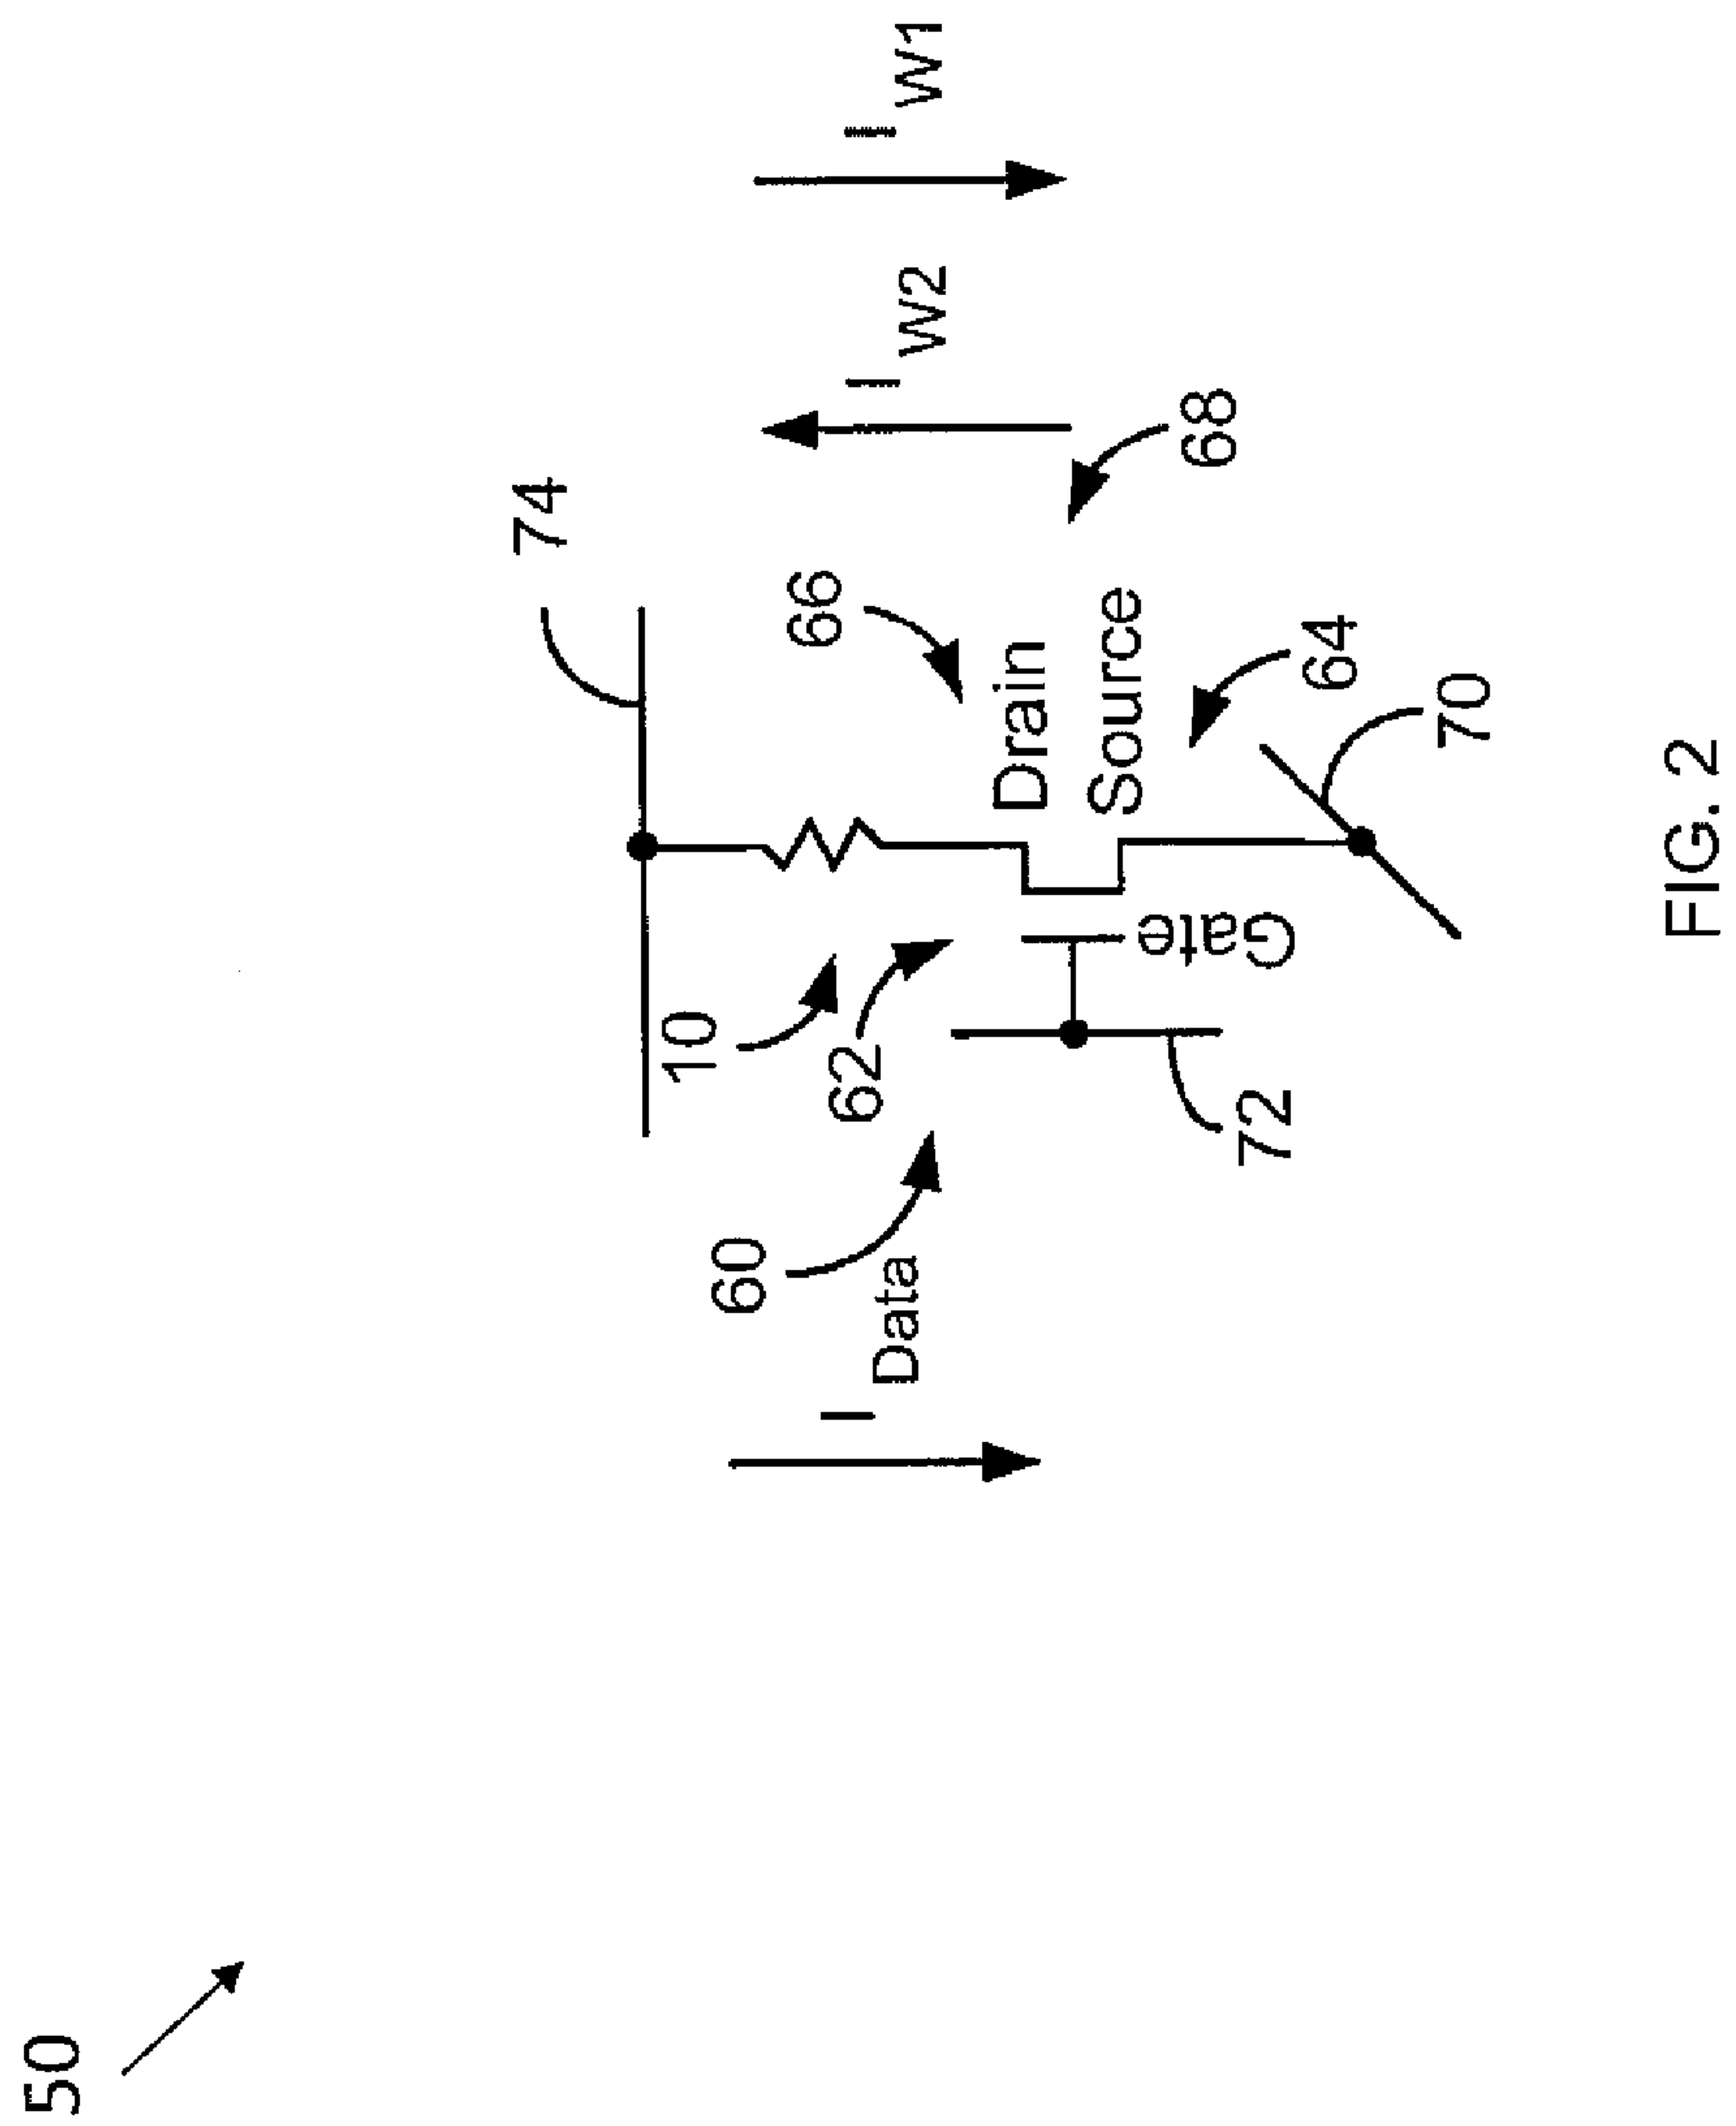 50
I Data
60
10
62
72
Gate
74
66
Drain
Source
64
70
68
I W2
I W1
FIG. 2